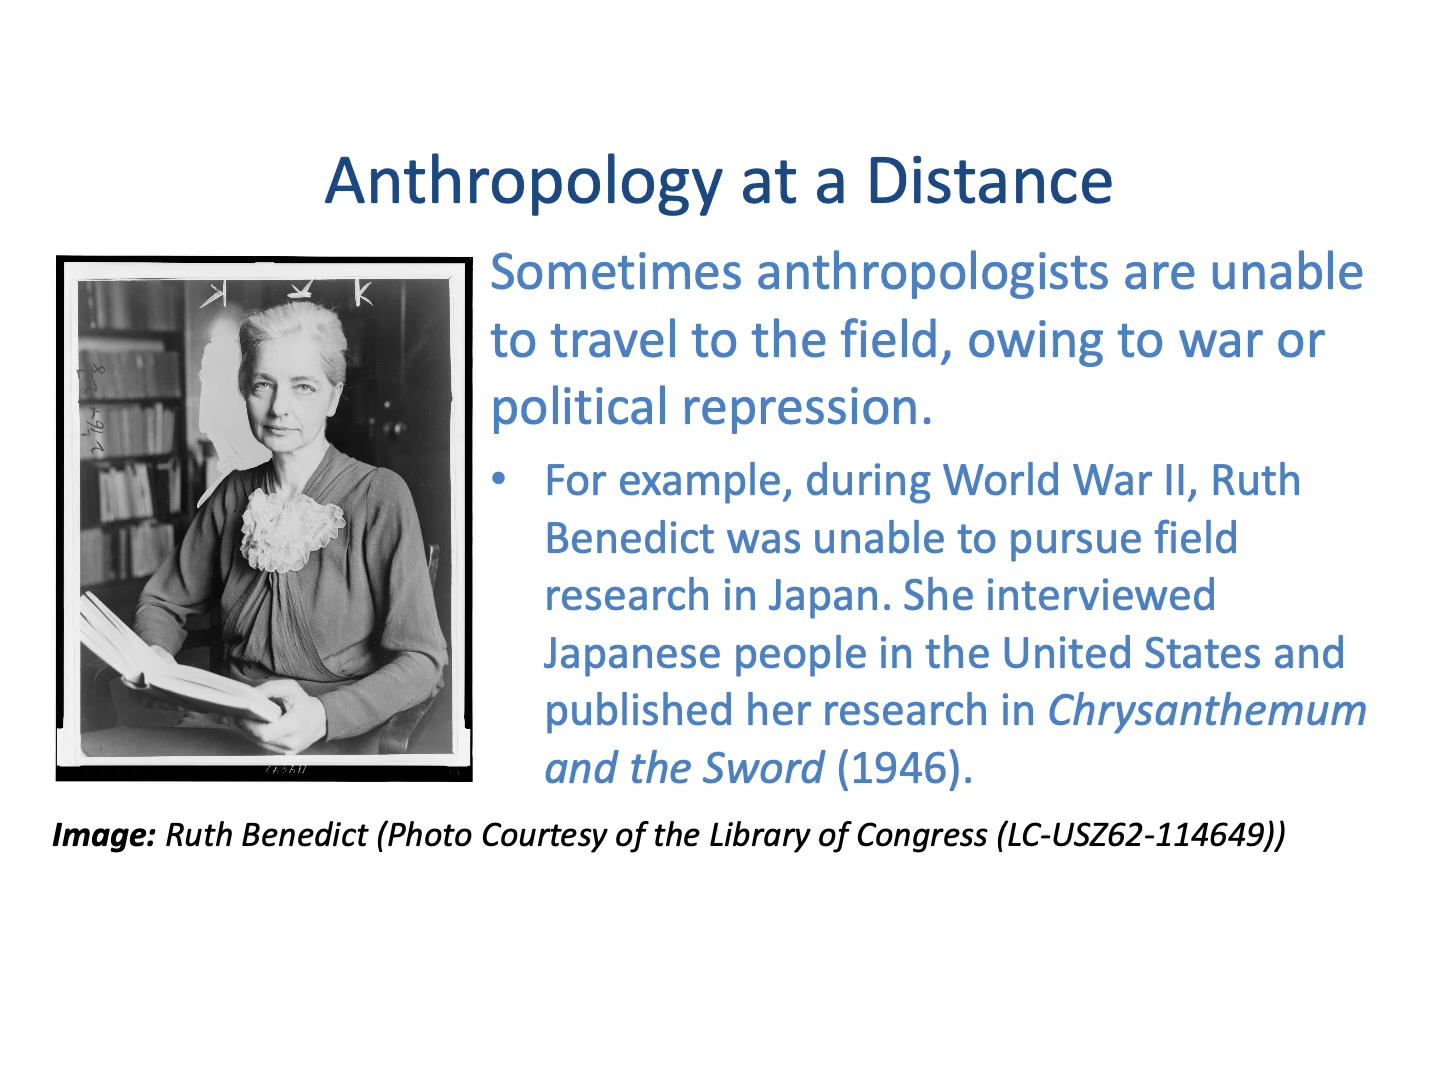 Anthropology at a Distance
Sometimes anthropologists are unable
to travel to the field, owing to war or
political repression.
• For example, during World War II, Ruth
Benedict was unable to pursue field
research in Japan. She interviewed
Japanese people in the United States and
published her research in Chrysanthemum
and the Sword (1946).
Image: Ruth Benedict (Photo Courtesy of the Library of Congress (LC-USZ62-114649))